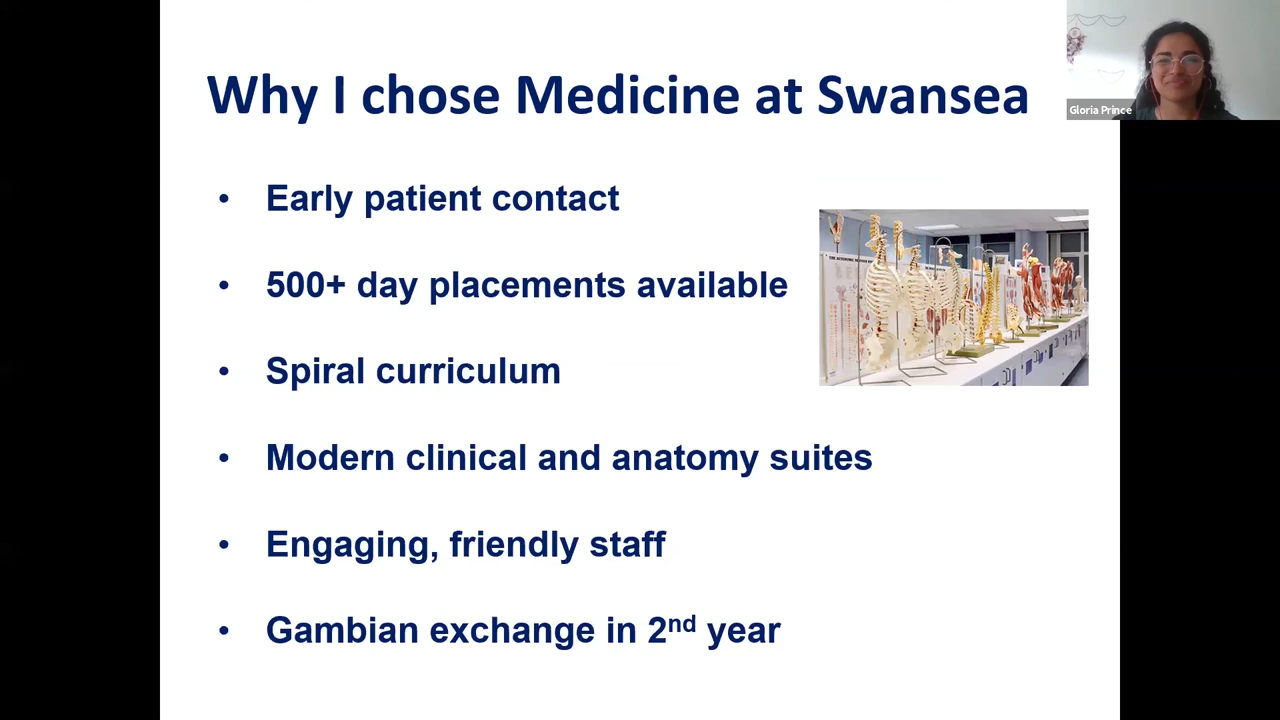 Why I chose Medicine at Swansea
Gloria Prince
• Early patient contact
• 500+ day placements available
• Spiral curriculum
• Modern clinical and anatomy suites
• Engaging, friendly staff
• Gambian exchange in 2nd year